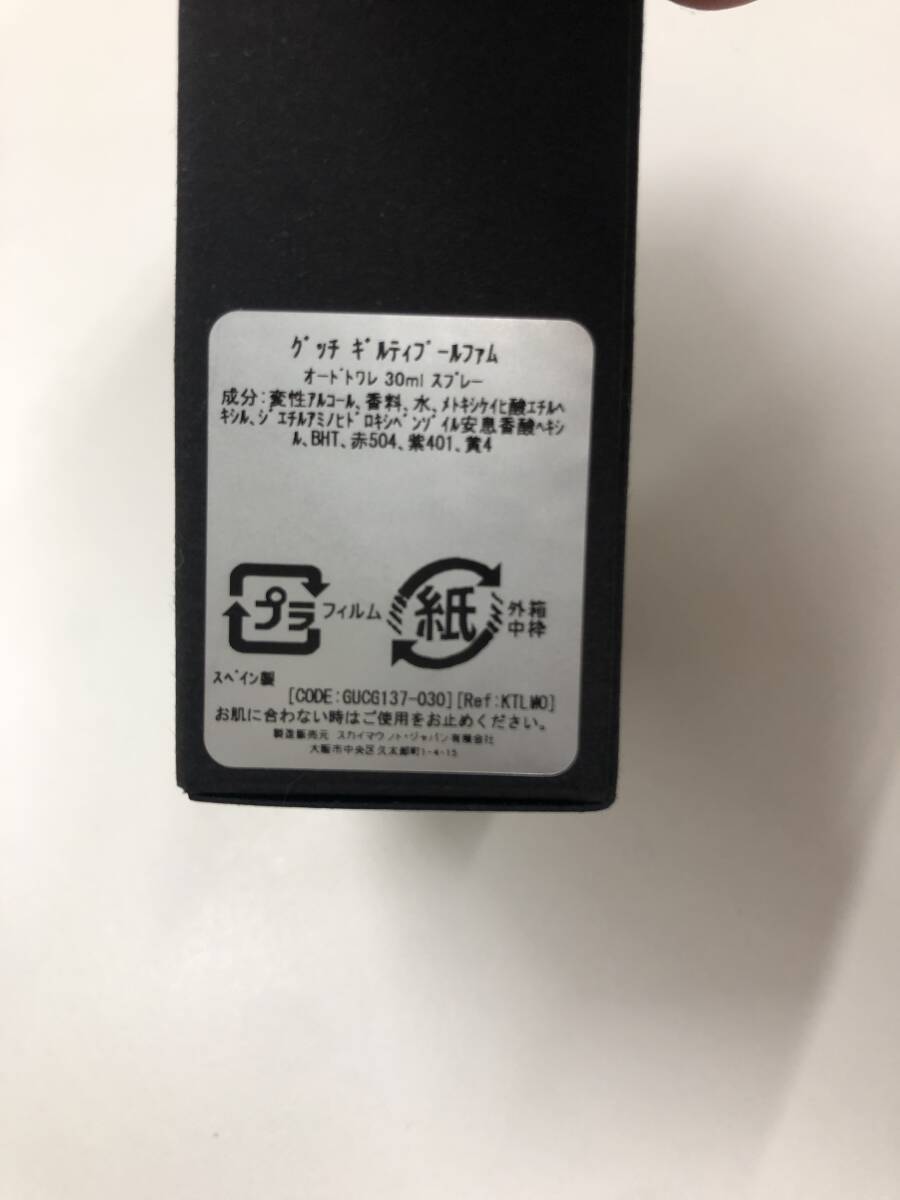 ｸﾞｯﾁ ｷﾞﾙﾃｨﾌﾟｰﾙﾌｧﾑ
ｵｰﾄﾞﾄﾜﾚ 30ml ｽﾌﾟﾚｰ
成分:変性ｱﾙｺｰﾙ､香料､水､ﾒﾄｷｼｹｲﾋ酸ｴﾁﾙﾍ
ｷｼﾙ､ｼﾞｴﾁﾙｱﾐﾉﾋﾄﾞﾛｷｼﾍﾞﾝｿﾞｲﾙ安息香酸ﾍｷｼ
ﾙ､BHT､赤504､紫401､黄4
プラ フィルム 紙 外箱
中枠
ｽﾍﾟｲﾝ製
[CODE:GUCG137-030][Ref:KTLWO]
お肌に合わない時はご使用をお止めください。
製造販売元 ｽｶｲﾏｳﾝﾄ･ｼﾞｬﾊﾟﾝ有限会社
大阪市中央区久太郎町1-4-15